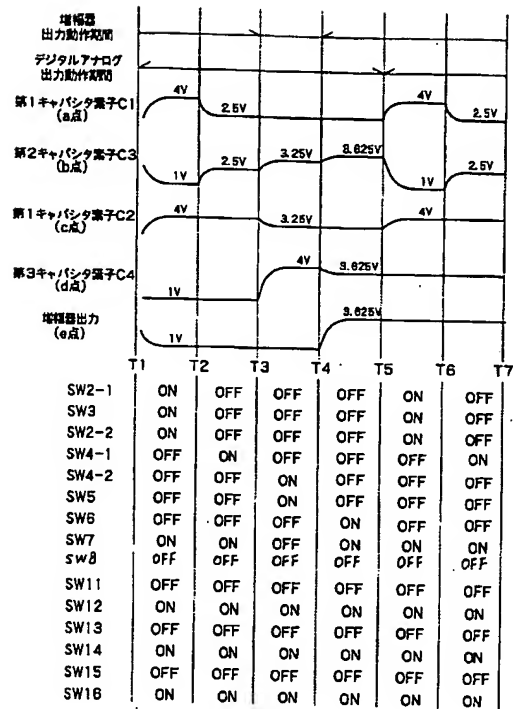 増幅器
出力動作期間
デジタルアナログ
出力動作期間
第1キャパシタ素子C1
(a点)
4V 2.5V 4V 2.5V
第2キャパシタ素子C3
(b点)
1V 2.5V 3.25V 3.625V 1V 2.5V
第1キャパシタ素子C2
(c点)
4V 3.25V 4V
第3キャパシタ素子C4
(d点)
1V 4V 3.625V
増幅器出力
(e点)
1V 3.625V
T1 T2 T3 T4 T5 T6 T7
SW2-1 ON OFF OFF OFF ON OFF
SW3 ON OFF OFF OFF ON OFF
SW2-2 ON OFF OFF OFF ON OFF
SW4-1 OFF ON OFF OFF OFF ON
SW4-2 OFF OFF ON OFF OFF OFF
SW5 OFF OFF ON OFF OFF OFF
SW6 OFF OFF OFF ON OFF OFF
SW7 ON ON OFF ON ON ON
SW8 OFF OFF OFF OFF OFF OFF
SW11 OFF OFF OFF OFF OFF OFF
SW12 ON ON ON ON ON ON
SW13 OFF OFF OFF OFF OFF OFF
SW14 ON ON ON ON ON ON
SW15 OFF OFF OFF OFF OFF OFF
SW16 ON ON ON ON ON ON